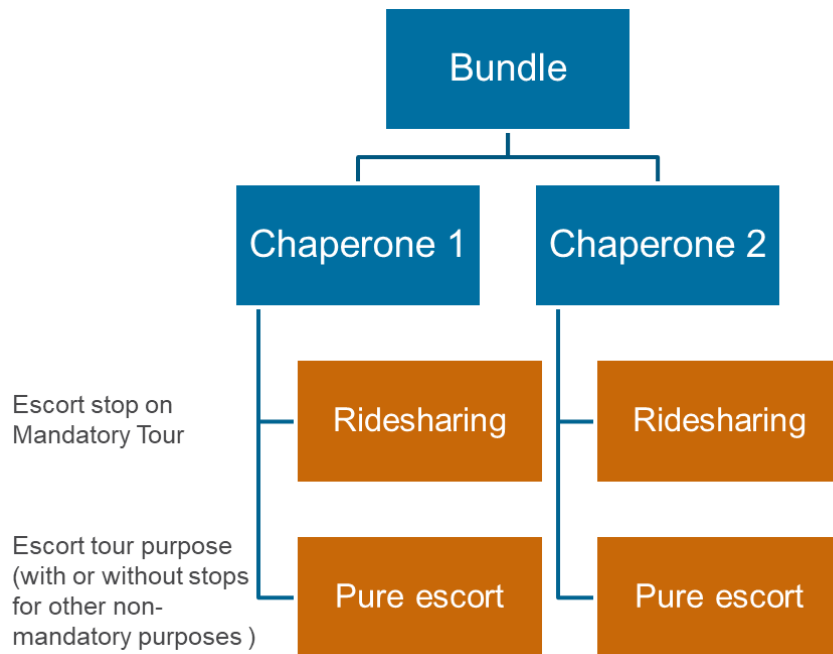 Bundle
Chaperone 1
Chaperone 2
Escort stop on
Mandatory Tour
Ridesharing
Ridesharing
Escort tour purpose
(with or without stops
for other non-
mandatory purposes )
Pure escort
Pure escort